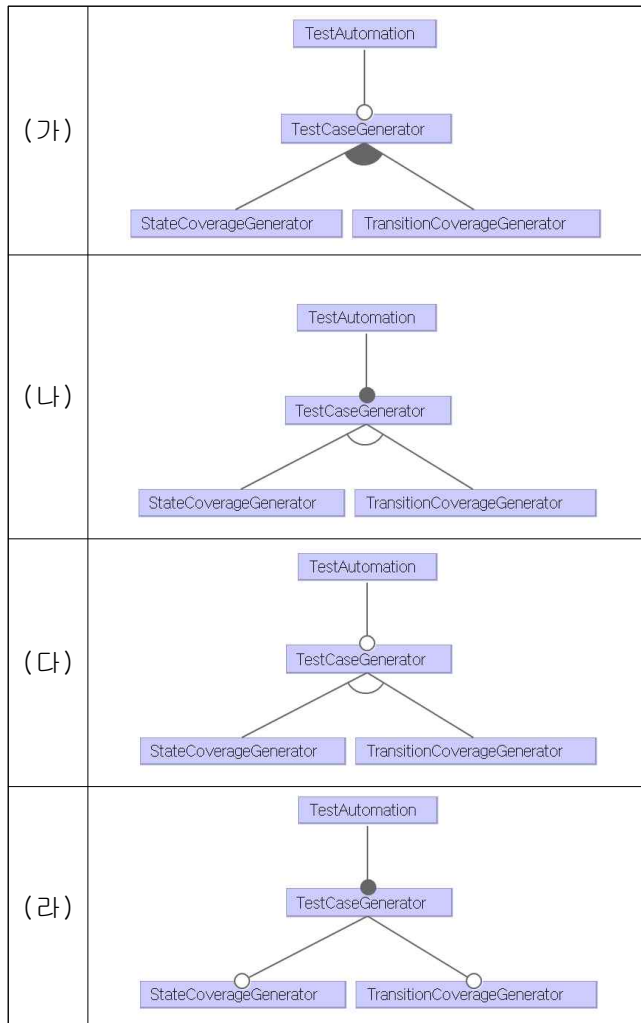 (가)
TestAutomation
TestCaseGenerator
StateCoverageGenerator TransitionCoverageGenerator
(나)
TestAutomation
TestCaseGenerator
StateCoverageGenerator TransitionCoverageGenerator
(다)
TestAutomation
TestCaseGenerator
StateCoverageGenerator TransitionCoverageGenerator
(라)
TestAutomation
TestCaseGenerator
StateCoverageGenerator TransitionCoverageGenerator